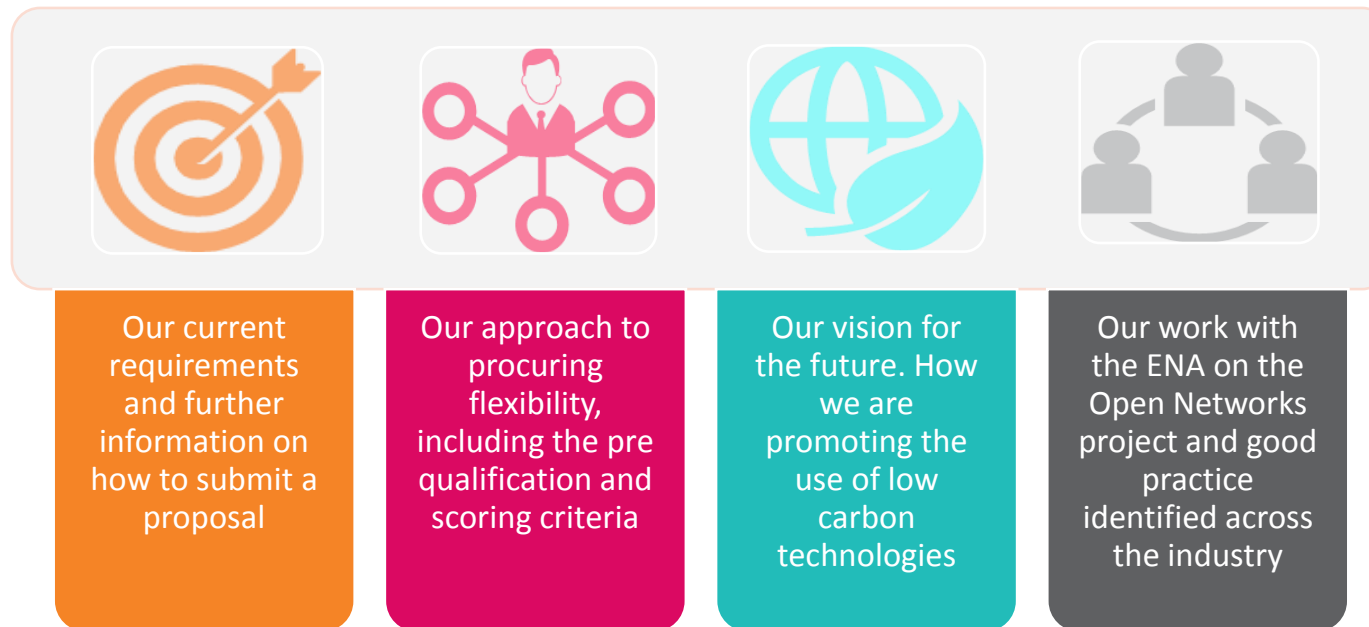 Our current
requirements
and further
information on
how to submit a
proposal
Our approach to
procuring
flexibility,
including the pre
qualification and
scoring criteria
Our vision for
the future. How
we are
promoting the
use of low
carbon
technologies
Our work with
the ENA on the
Open Networks
project and good
practice
identified across
the industry